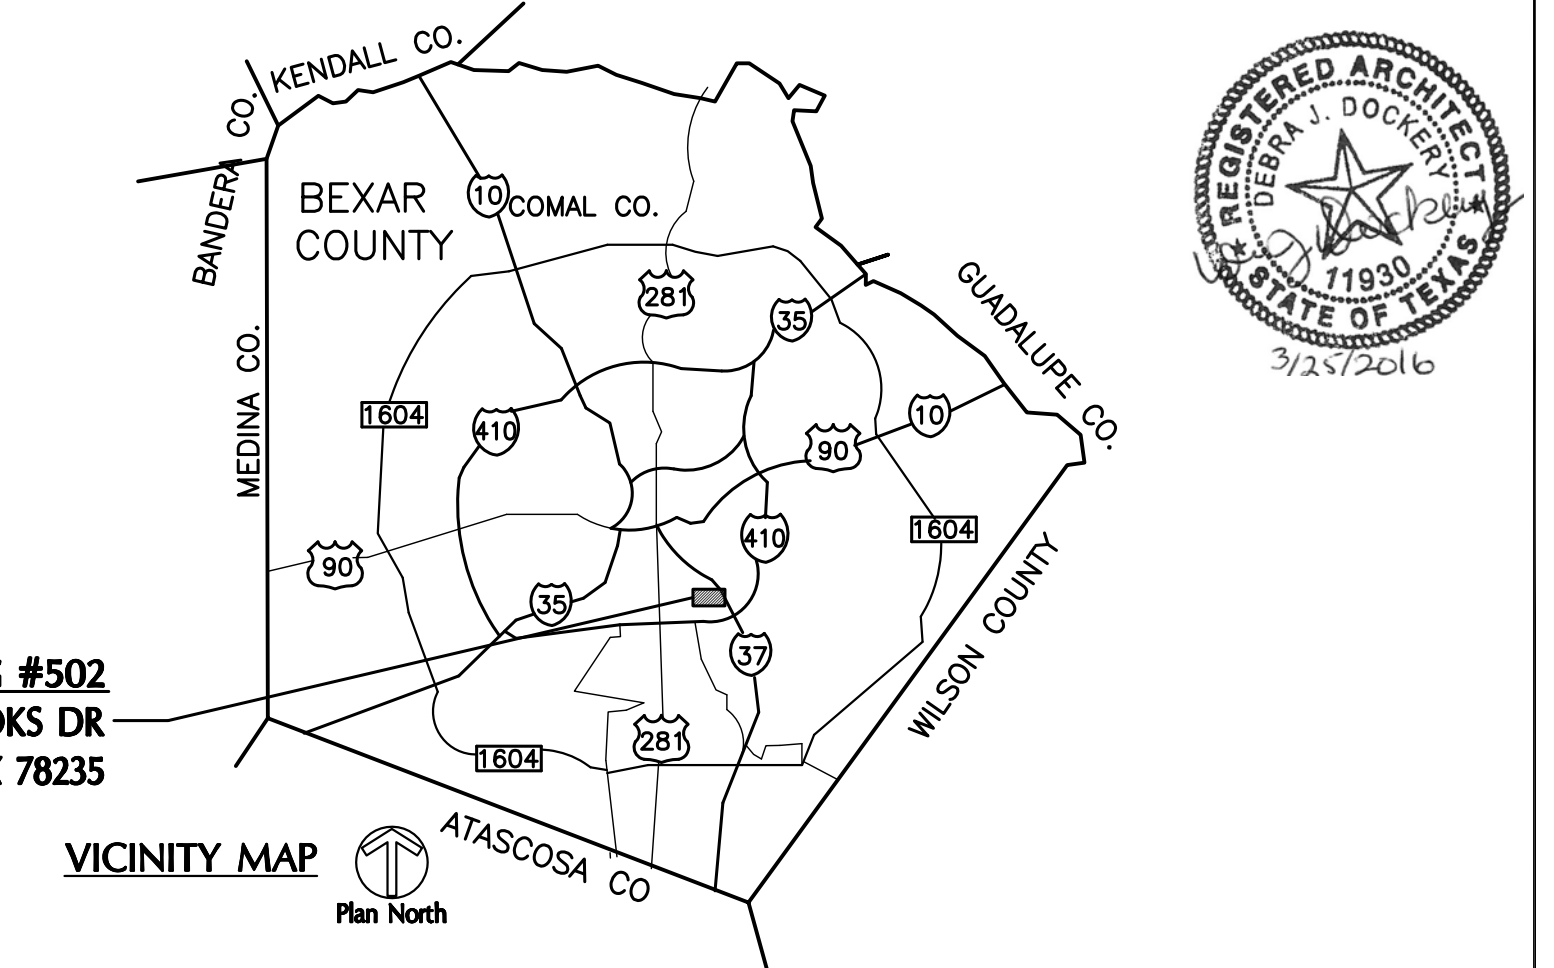 KENDALL CO.
BANDERA CO.
BEXAR
COUNTY
10
COMAL CO.
281
35
GUADALUPE CO.
MEDINA CO.
1604
410
90
10
1604
410
90
35
WILSON COUNTY
37
#502
OKS DR
78235
281
1604
ATASCOSA CO
VICINITY MAP
Plan North
REGISTERED ARCHITECT
DEBRA J. DOCKERY
11930
STATE OF TEXAS
3/25/2016